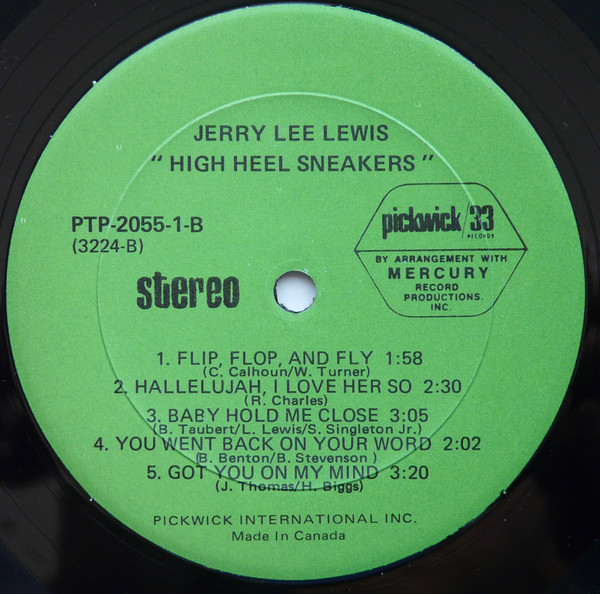 JERRY LEE LEWIS
" HIGH HEEL SNEAKERS "
PTP-2055-1-B
(3224-B)
pickwick/33
RECORDS
BY ARRANGEMENT WITH
MERCURY
RECORD
PRODUCTIONS.
INC.
stereo
1. FLIP, FLOP, AND FLY 1:58
(C. Calhoun/W. Turner)
2. HALLELUJAH, I LOVE HER SO 2:30
(R. Charles)
3. BABY HOLD ME CLOSE 3:05
(B. Taubert/L. Lewis/S. Singleton Jr.)
4. YOU WENT BACK ON YOUR WORD 2:02
(B. Benton/B. Stevenson )
5. GOT YOU ON MY MIND 3:20
(J. Thomas/H. Biggs)
PICKWICK INTERNATIONAL INC.
Made In Canada